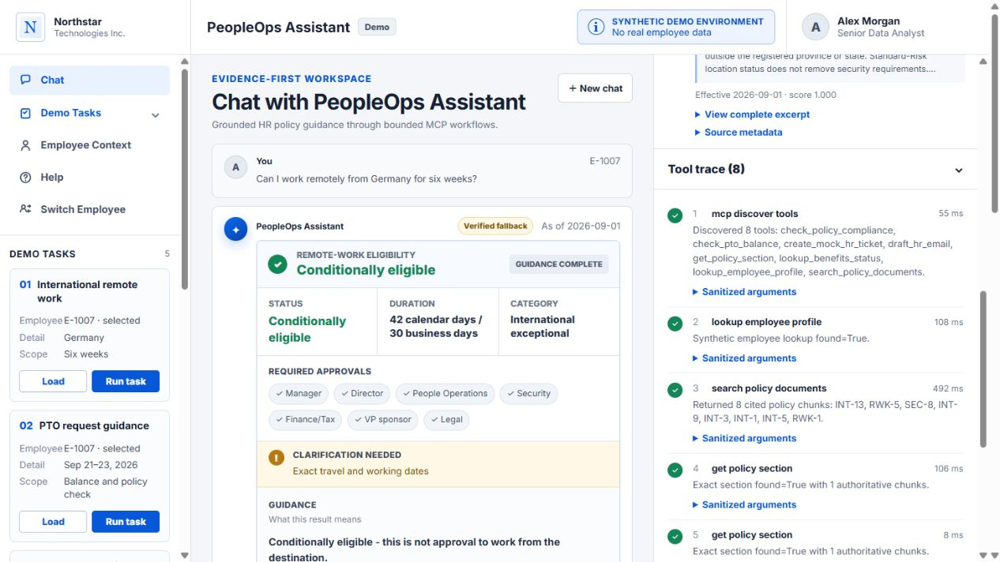 N
Northstar
Technologies Inc.
PeopleOps Assistant
Demo
SYNTHETIC DEMO ENVIRONMENT
No real employee data
A
Alex Morgan
Senior Data Analyst
Chat
Demo Tasks
Employee Context
Help
Switch Employee
DEMO TASKS 5
01 International remote
work
Employee E-1007 · selected
Detail Germany
Scope Six weeks
Load Run task
02 PTO request guidance
Employee E-1007 · selected
Detail Sep 21–23, 2026
Scope Balance and policy
check
Load Run task
EVIDENCE-FIRST WORKSPACE
Chat with PeopleOps Assistant
Grounded HR policy guidance through bounded MCP workflows.
+ New chat
A
You E-1007
Can I work remotely from Germany for six weeks?
PeopleOps Assistant Verified fallback As of 2026-09-01
REMOTE-WORK ELIGIBILITY
Conditionally eligible
GUIDANCE COMPLETE
STATUS
Conditionally
eligible
DURATION
42 calendar days /
30 business days
CATEGORY
International
exceptional
REQUIRED APPROVALS
✓ Manager ✓ Director ✓ People Operations ✓ Security
✓ Finance/Tax ✓ VP sponsor ✓ Legal
! CLARIFICATION NEEDED
Exact travel and working dates
GUIDANCE
What this result means
Conditionally eligible - this is not approval to work from the
destination.
outside the registered province or state. Standard-Risk
location status does not remove security requirements....
Effective 2026-09-01 · score 1.000
View complete excerpt
Source metadata
Tool trace (8)
1 mcp discover tools 55 ms
Discovered 8 tools: check_policy_compliance,
check_pto_balance, create_mock_hr_ticket, draft_hr_email,
get_policy_section, lookup_benefits_status,
lookup_employee_profile, search_policy_documents.
Sanitized arguments
2 lookup employee profile 108 ms
Synthetic employee lookup found=True.
Sanitized arguments
3 search policy documents 492 ms
Returned 8 cited policy chunks: INT-13, RWK-5, SEC-8, INT-
9, INT-3, INT-1, INT-5, RWK-1.
Sanitized arguments
4 get policy section 106 ms
Exact section found=True with 1 authoritative chunks.
Sanitized arguments
5 get policy section 8 ms
Exact section found=True with 1 authoritative chunks.